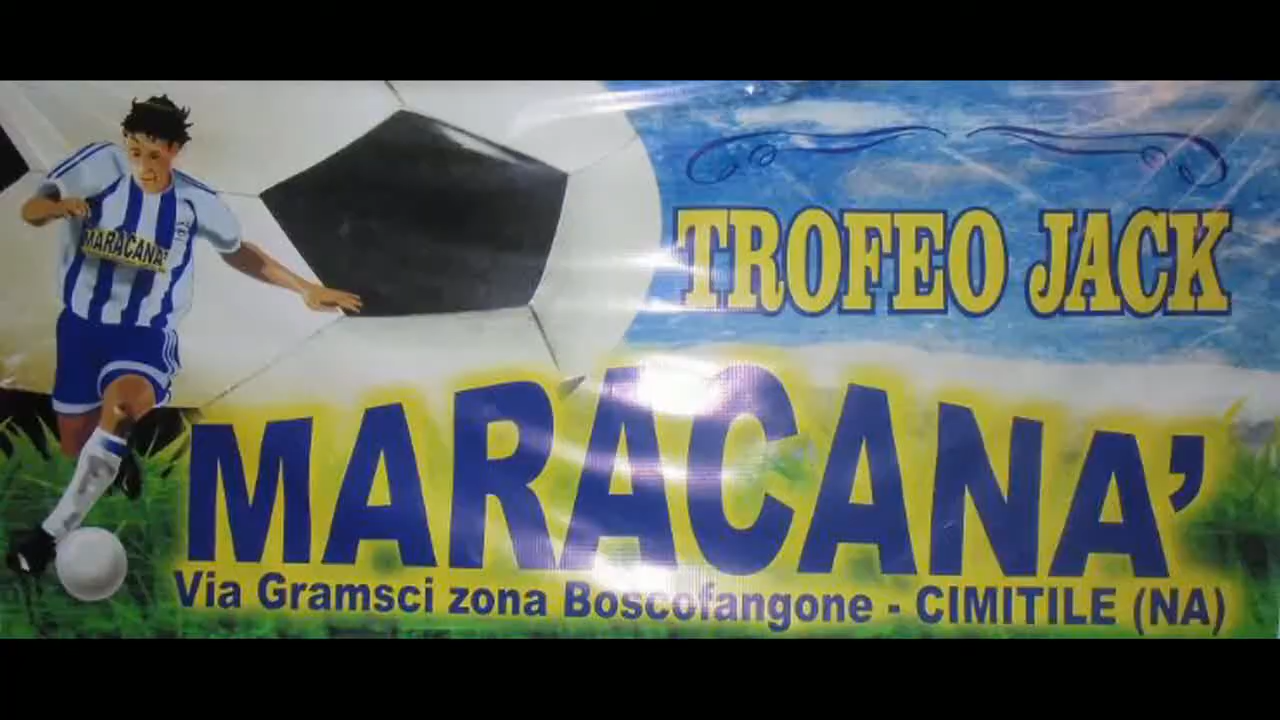 TROFEO JACK
MARACANA'
MARACANA'
Via Gramsci zona Boscofangone - CIMITILE (NA)